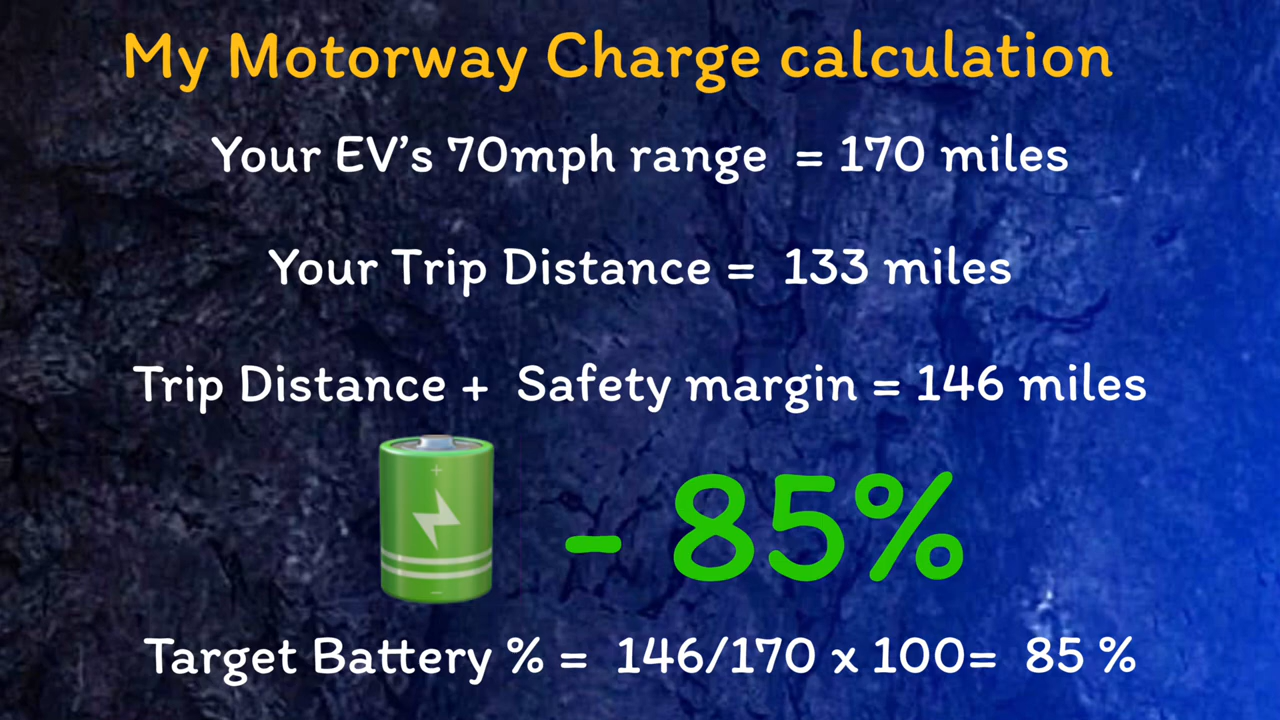 My Motorway Charge calculation
Your EV's 70mph range = 170 miles
Your Trip Distance = 133 miles
Trip Distance + Safety margin = 146 miles
+
- 85%
-
Target Battery % = 146/170 x 100= 85 %